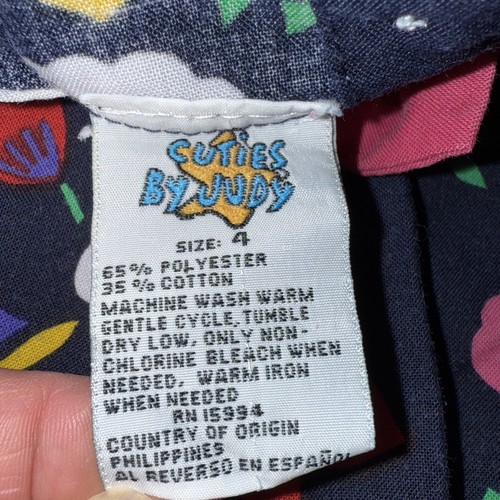 CUTIES
BY JUDY
SIZE: 4
65% POLYESTER
35% COTTON
MACHINE WASH WARM
GENTLE CYCLE, TUMBLE
DRY LOW, ONLY NON-
CHLORINE BLEACH WHEN
NEEDED, WARM IRON
WHEN NEEDED
RN 15994
COUNTRY OF ORIGIN
PHILIPPINES
AL REVERSO EN ESPAÑOL